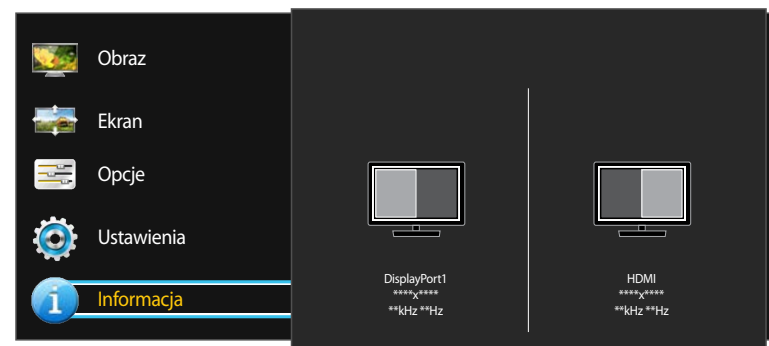 Obraz
Ekran
Opcje
Ustawienia
Informacja
DisplayPort1
****x****
**kHz **Hz
HDMI
****x****
**kHz **Hz